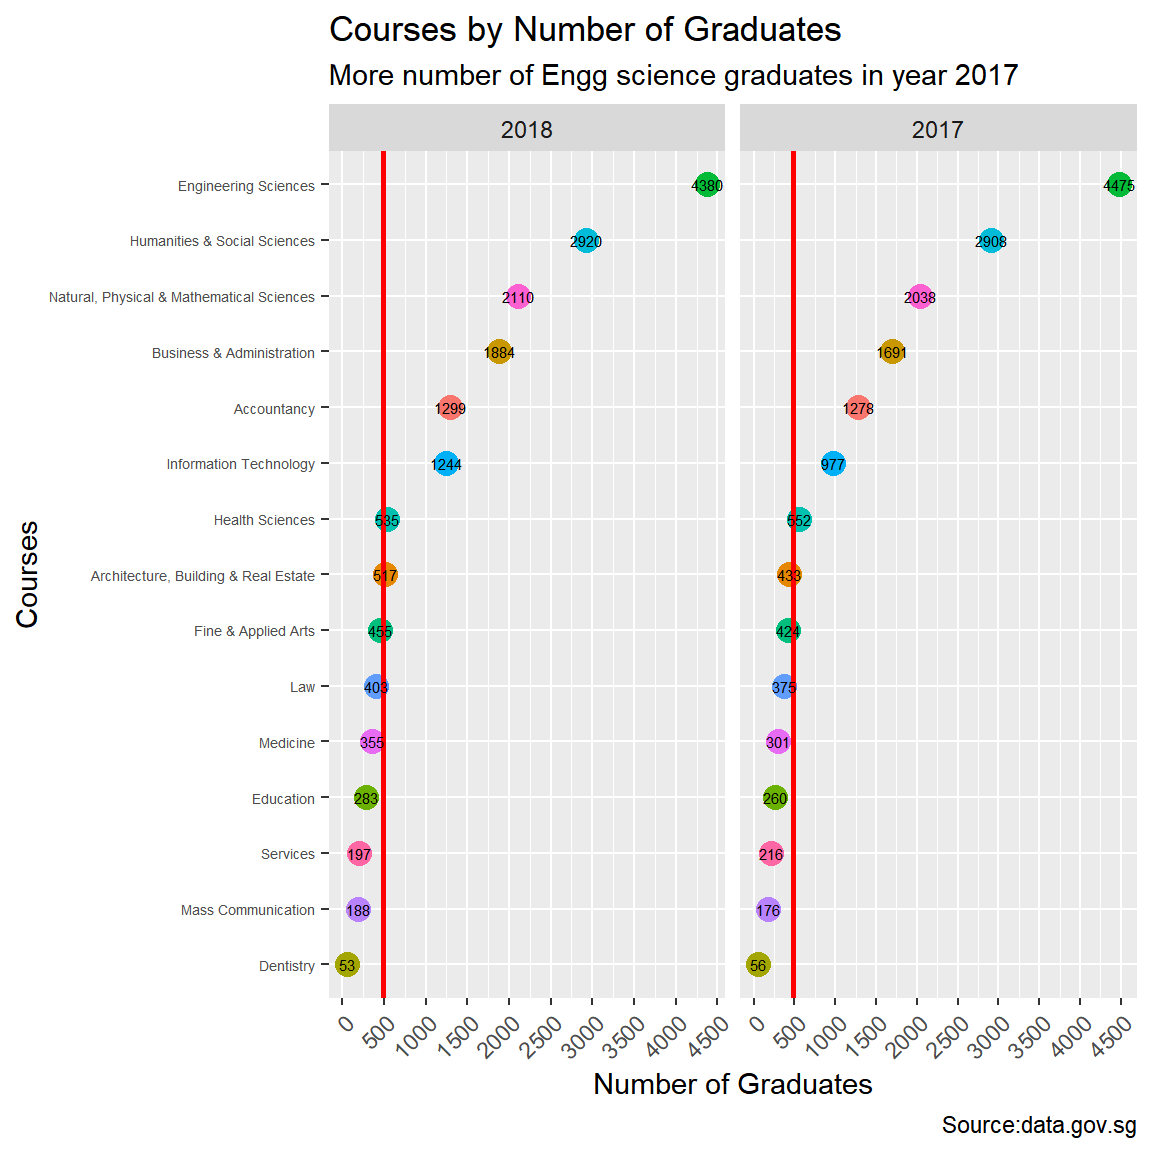 Courses by Number of Graduates
More number of Engg science graduates in year 2017
2018 2017
Engineering Sciences 4380 4475
Humanities & Social Sciences 2920 2908
Natural, Physical & Mathematical Sciences 2110 2038
Business & Administration 1884 1691
Accountancy 1299 1278
Information Technology 1244 977
Health Sciences 535 552
Architecture, Building & Real Estate 517 433
Fine & Applied Arts 455 424
Law 403 375
Medicine 355 301
Education 283 260
Services 197 216
Mass Communication 188 176
Dentistry 53 56
Courses
0 500 1000 1500 2000 2500 3000 3500 4000 4500 0 500 1000 1500 2000 2500 3000 3500 4000 4500
Number of Graduates
Source:data.gov.sg